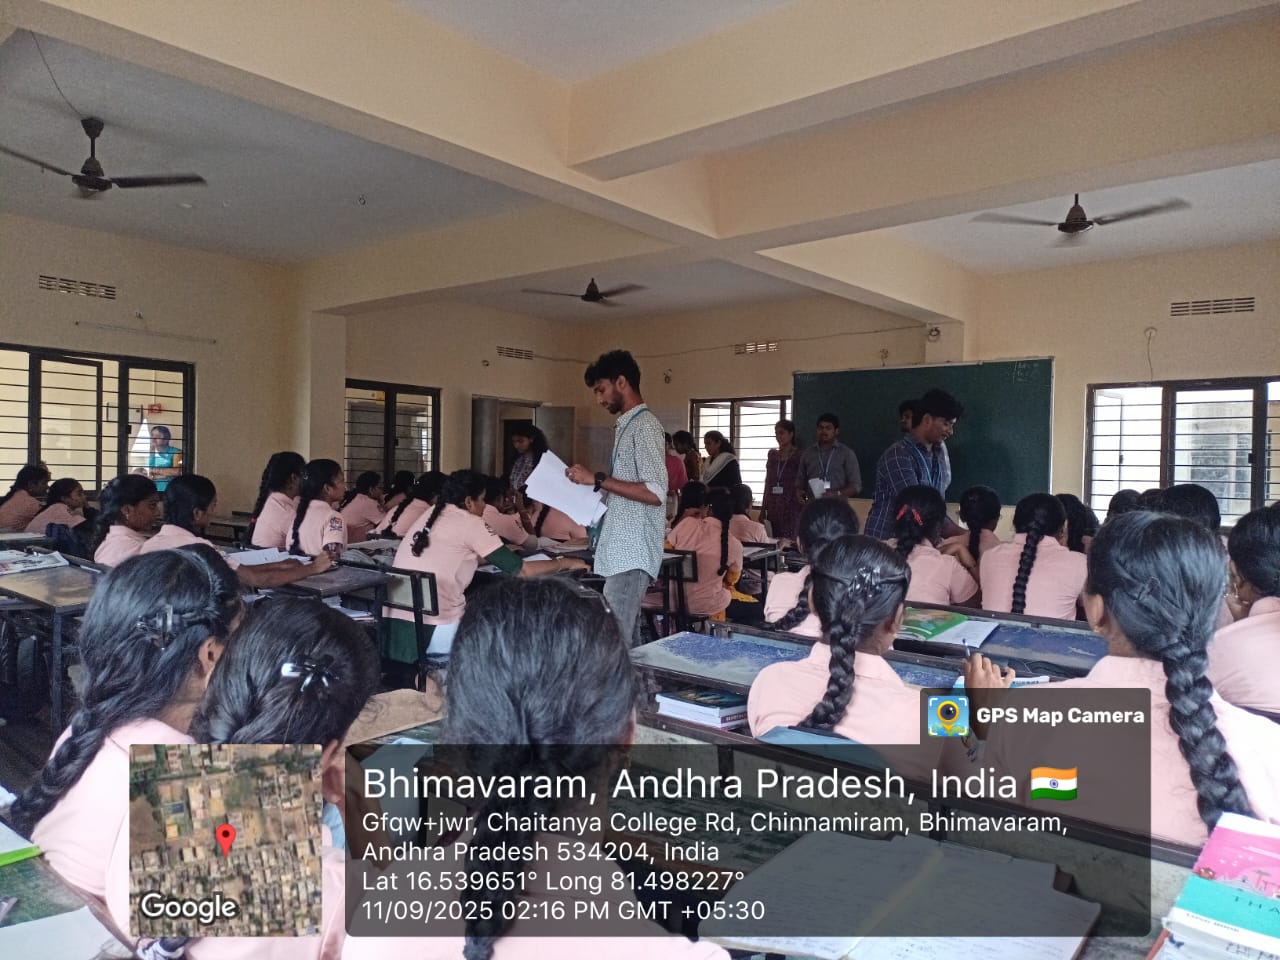 GPS Map Camera
Bhimavaram, Andhra Pradesh, India 🇮🇳
Gfqw+jwr, Chaitanya College Rd, Chinnamiram, Bhimavaram,
Andhra Pradesh 534204, India
Lat 16.539651° Long 81.498227°
11/09/2025 02:16 PM GMT +05:30
Google